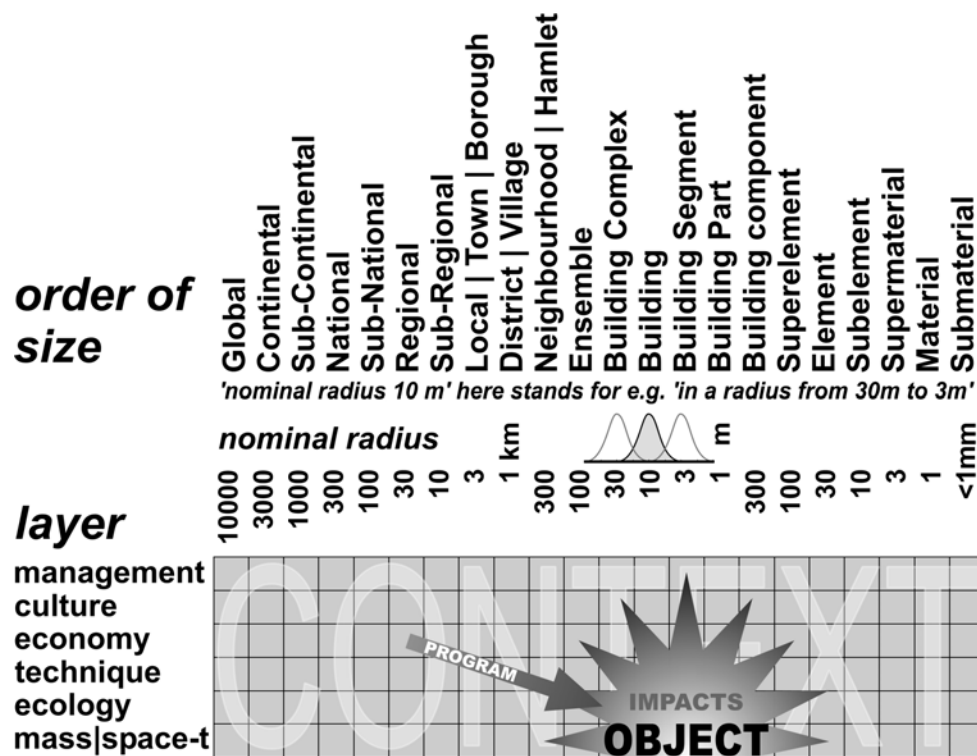 Global
Continental
Sub-Continental
National
Sub-National
Regional
Sub-Regional
Local | Town | Borough
District | Village
Neighbourhood | Hamlet
Ensemble
Building Complex
Building
Building Segment
Building Part
Building component
Superelement
Element
Subelement
Supermaterial
Material
Submaterial
order of
size
'nominal radius 10 m' here stands for e.g. 'in a radius from 30m to 3m'
nominal radius
10000
3000
1000
300
100
30
10
3
1 km
300
100
30
10
3
1 m
300
100
30
10
3
1
<1mm
layer
management
culture
economy
technique
ecology
mass|space-t
CONTEXT
PROGRAM
IMPACTS
OBJECT